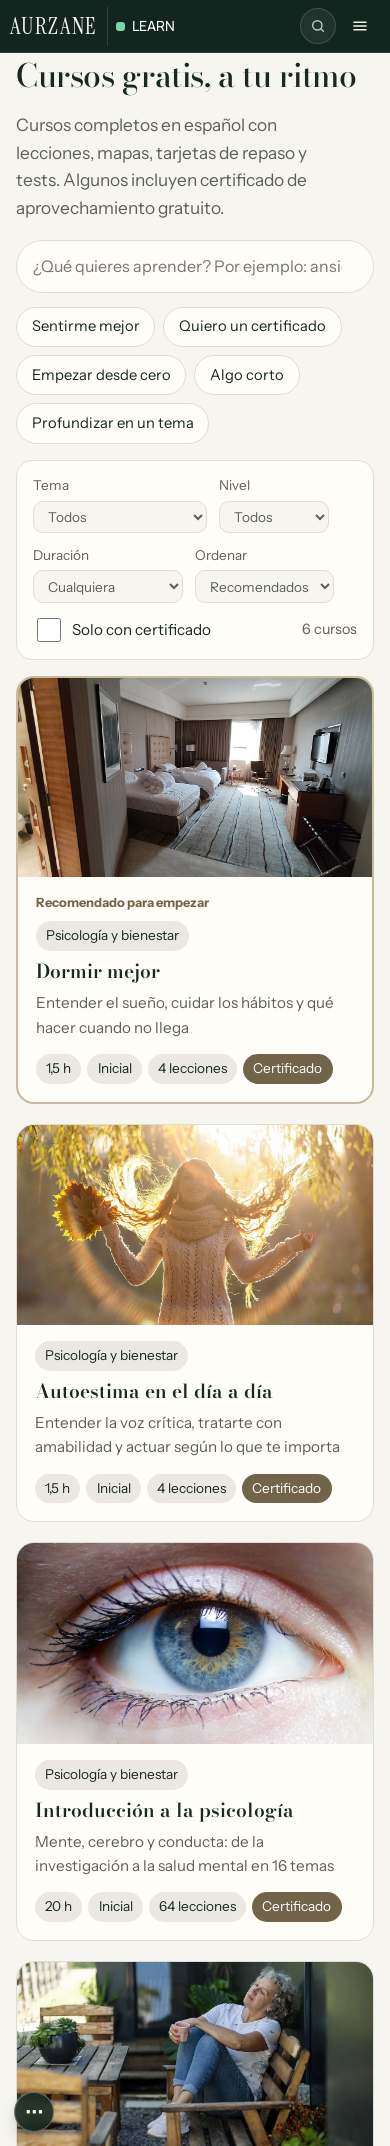 AURZANE
LEARN
Cursos gratis, a tu ritmo
Cursos completos en español con
lecciones, mapas, tarjetas de repaso y
tests. Algunos incluyen certificado de
aprovechamiento gratuito.
¿Qué quieres aprender? Por ejemplo: ansi
Sentirme mejor
Quiero un certificado
Empezar desde cero
Algo corto
Profundizar en un tema
Tema
Nivel
Todos
Todos
Duración
Ordenar
Cualquiera
Recomendados
Solo con certificado
6 cursos
Recomendado para empezar
Psicología y bienestar
Dormir mejor
Entender el sueño, cuidar los hábitos y qué
hacer cuando no llega
1,5 h
Inicial
4 lecciones
Certificado
Psicología y bienestar
Autoestima en el día a día
Entender la voz crítica, tratarte con
amabilidad y actuar según lo que te importa
1,5 h
Inicial
4 lecciones
Certificado
Psicología y bienestar
Introducción a la psicología
Mente, cerebro y conducta: de la
investigación a la salud mental en 16 temas
20 h
Inicial
64 lecciones
Certificado